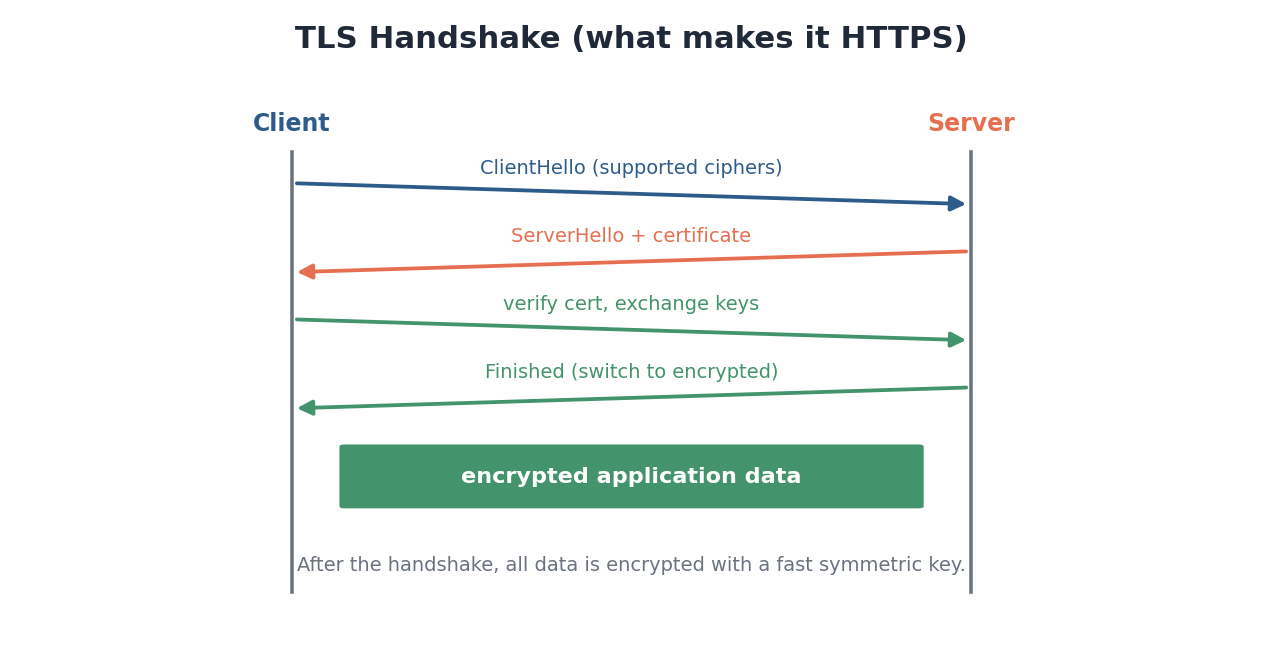 TLS Handshake (what makes it HTTPS)
Client
Server
ClientHello (supported ciphers)
ServerHello + certificate
verify cert, exchange keys
Finished (switch to encrypted)
encrypted application data
After the handshake, all data is encrypted with a fast symmetric key.